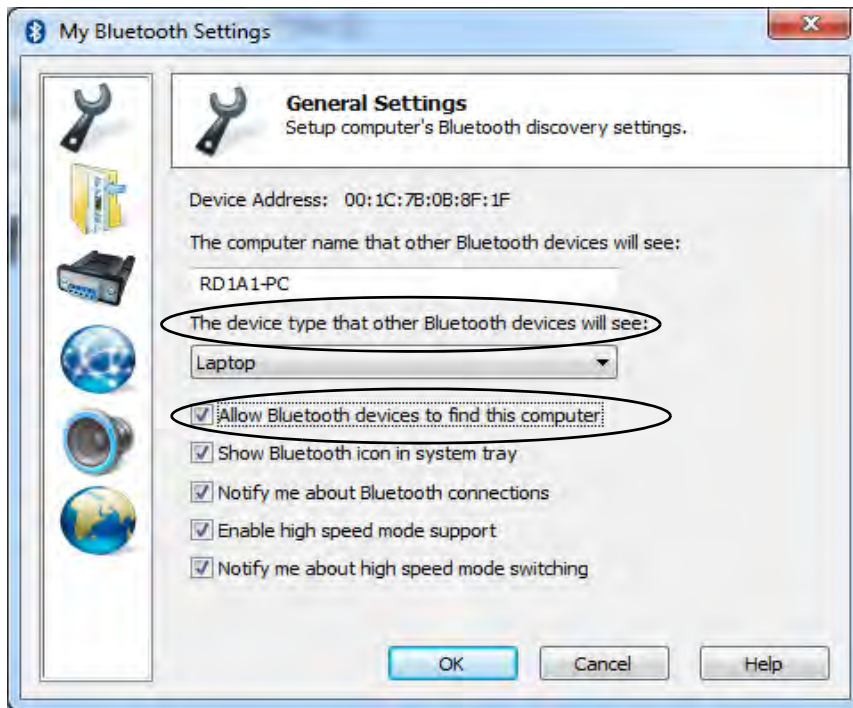 My Bluetooth Settings
General Settings
Setup computer's Bluetooth discovery settings.
Device Address: 00:1C:7B:0B:8F:1F
The computer name that other Bluetooth devices will see:
RD1A1-PC
The device type that other Bluetooth devices will see:
Laptop
Allow Bluetooth devices to find this computer
Show Bluetooth icon in system tray
Notify me about Bluetooth connections
Enable high speed mode support
Notify me about high speed mode switching
OK Cancel Help